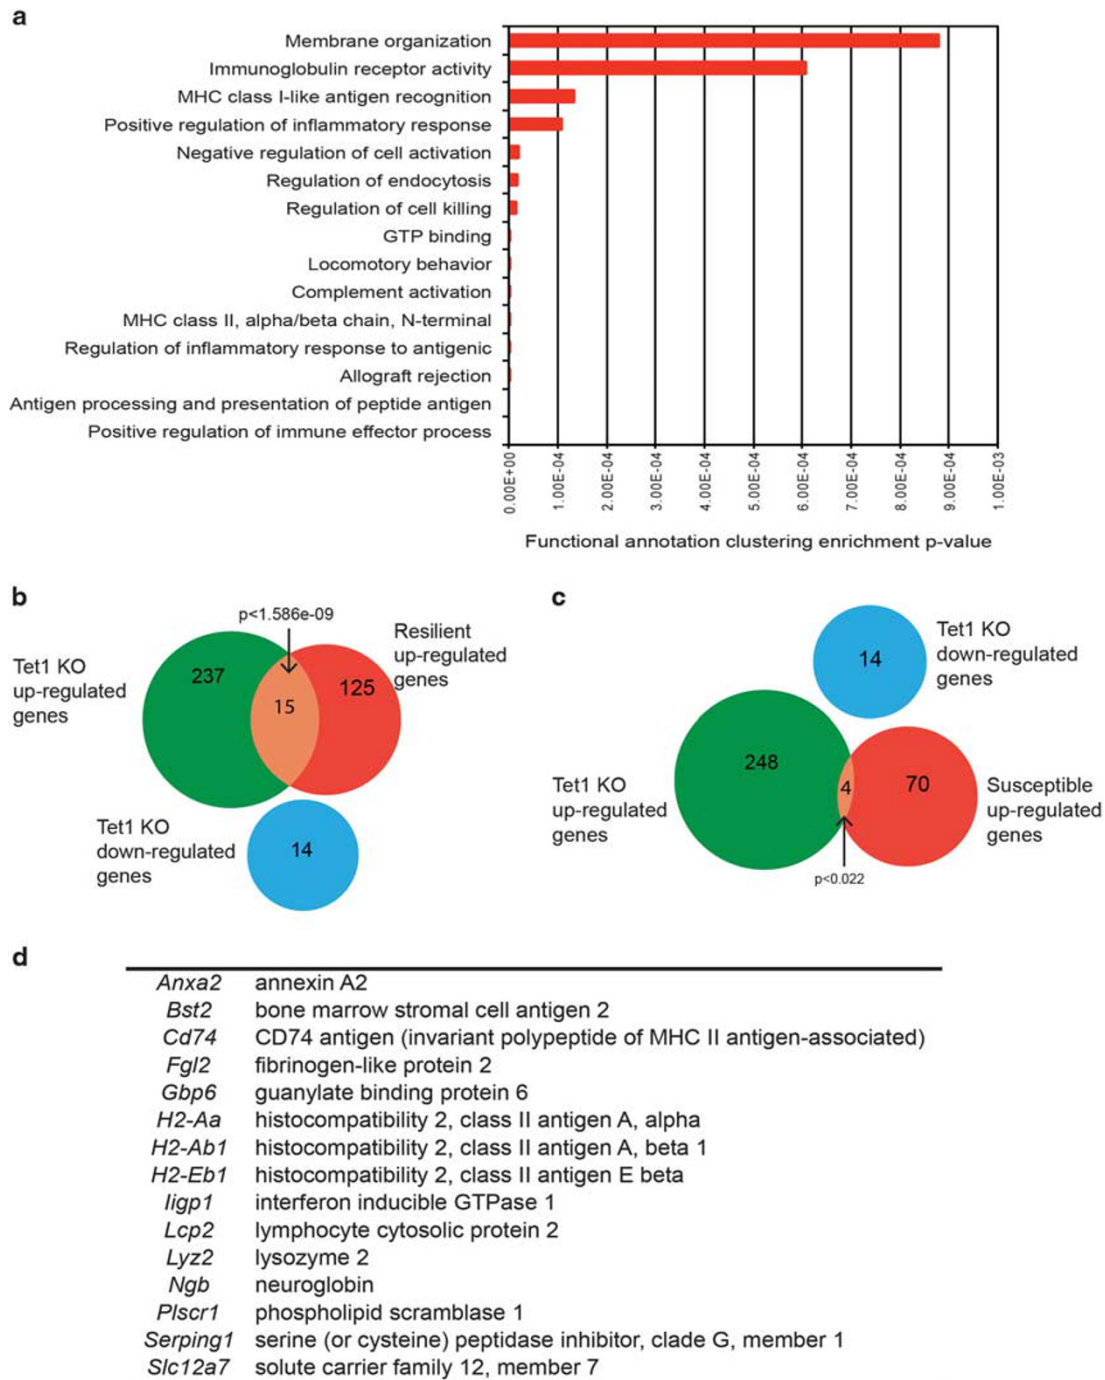 a
Membrane organization
Immunoglobulin receptor activity
MHC class I-like antigen recognition
Positive regulation of inflammatory response
Negative regulation of cell activation
Regulation of endocytosis
Regulation of cell killing
GTP binding
Locomotory behavior
Complement activation
MHC class II, alpha/beta chain, N-terminal
Regulation of inflammatory response to antigenic
Allograft rejection
Antigen processing and presentation of peptide antigen
Positive regulation of immune effector process
0.00E+00
1.00E-04
2.00E-04
3.00E-04
4.00E-04
5.00E-04
6.00E-04
7.00E-04
8.00E-04
9.00E-04
1.00E-03
Functional annotation clustering enrichment p-value
b
p<1.586e-09
Tet1 KO
up-regulated
genes
237
15
125
Resilient
up-regulated
genes
Tet1 KO
down-regulated
genes
14
c
14
Tet1 KO
down-regulated
genes
Tet1 KO
up-regulated
genes
248
4
70
Susceptible
up-regulated
genes
p<0.022
d
Anxa2 annexin A2
Bst2 bone marrow stromal cell antigen 2
Cd74 CD74 antigen (invariant polypeptide of MHC II antigen-associated)
Fgl2 fibrinogen-like protein 2
Gbp6 guanylate binding protein 6
H2-Aa histocompatibility 2, class II antigen A, alpha
H2-Ab1 histocompatibility 2, class II antigen A, beta 1
H2-Eb1 histocompatibility 2, class II antigen E beta
Iigp1 interferon inducible GTPase 1
Lcp2 lymphocyte cytosolic protein 2
Lyz2 lysozyme 2
Ngb neuroglobin
Plscr1 phospholipid scramblase 1
Serping1 serine (or cysteine) peptidase inhibitor, clade G, member 1
Slc12a7 solute carrier family 12, member 7